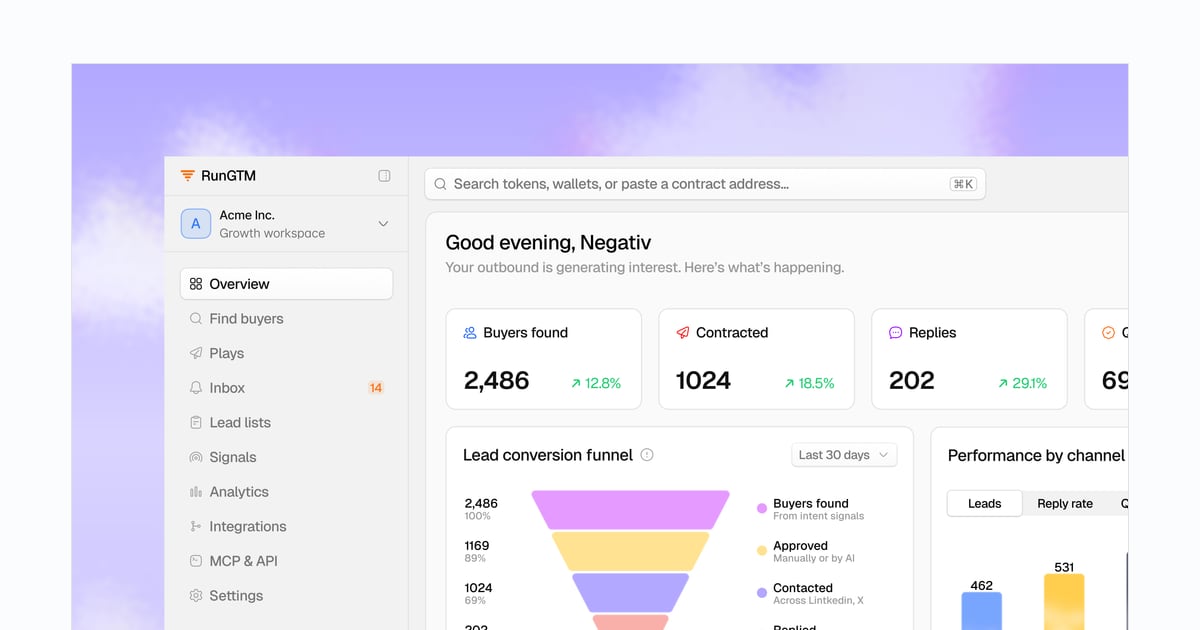 RunGTM
Search tokens, wallets, or paste a contract address...
⌘K
A
Acme Inc.
Growth workspace
Overview
Find buyers
Plays
Inbox
14
Lead lists
Signals
Analytics
Integrations
MCP & API
Settings
Good evening, Negativ
Your outbound is generating interest. Here's what's happening.
Buyers found
2,486
12.8%
Contracted
1024
18.5%
Replies
202
29.1%
69
Lead conversion funnel
Last 30 days
2,486
100%
Buyers found
From intent signals
1169
89%
Approved
Manually or by AI
1024
69%
Contacted
Across Lintkedin, X
202
Replied
Performance by channel
Leads
Reply rate
Q
462
531